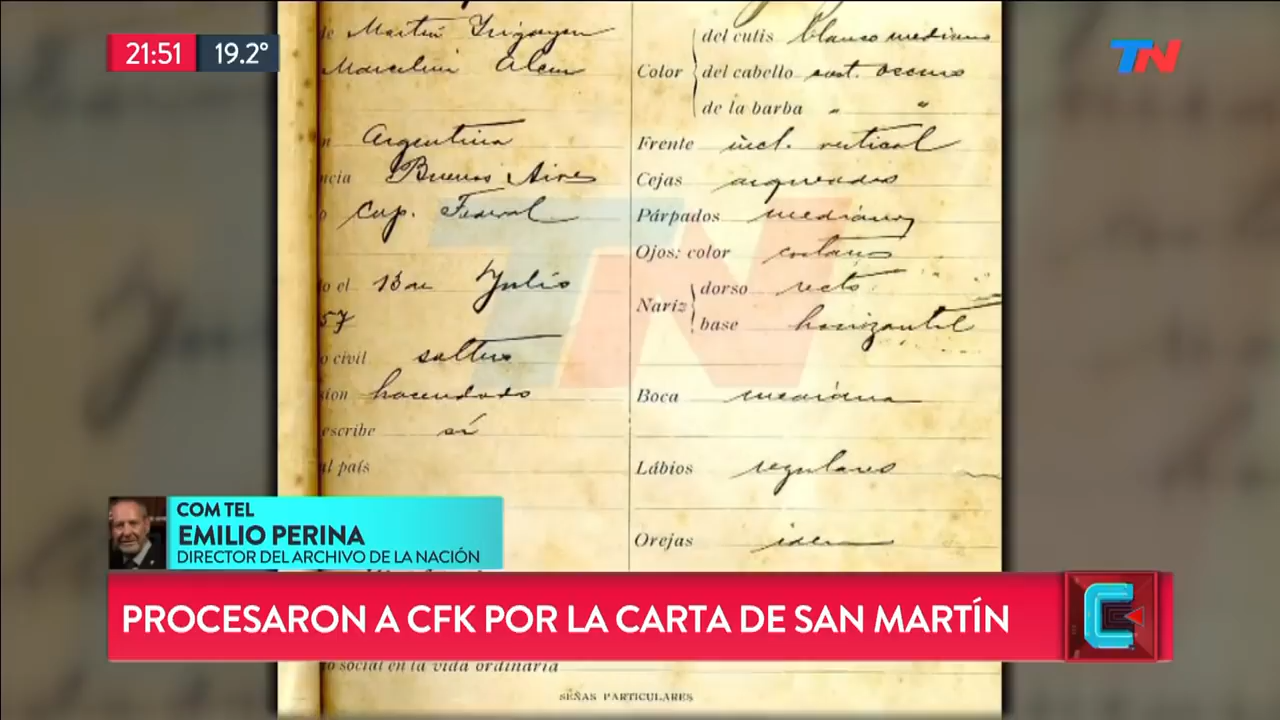 21:51 19.2°
TN
de Martín Irigoyen
Marcelina Alem
n Argentina
ncia Buenos Aires
o Cap. Federal
o el 13 de Julio
57
o civil soltero
sion hacendado
escribe sí
al país
Color
del cutis blanco mediano
del cabello cast. oscuro
de la barba " "
Frente incl. vertical
Cejas arqueadas
Párpados medianos
Ojos: color castaños
Nariz
dorso recto
base horizontal
Boca mediana
Lábios regulares
Orejas idem
TN
COM TEL
EMILIO PERINA
DIRECTOR DEL ARCHIVO DE LA NACIÓN
PROCESARON A CFK POR LA CARTA DE SAN MARTÍN
C
o social en la vida ordinaria
SEÑAS PARTICULARES